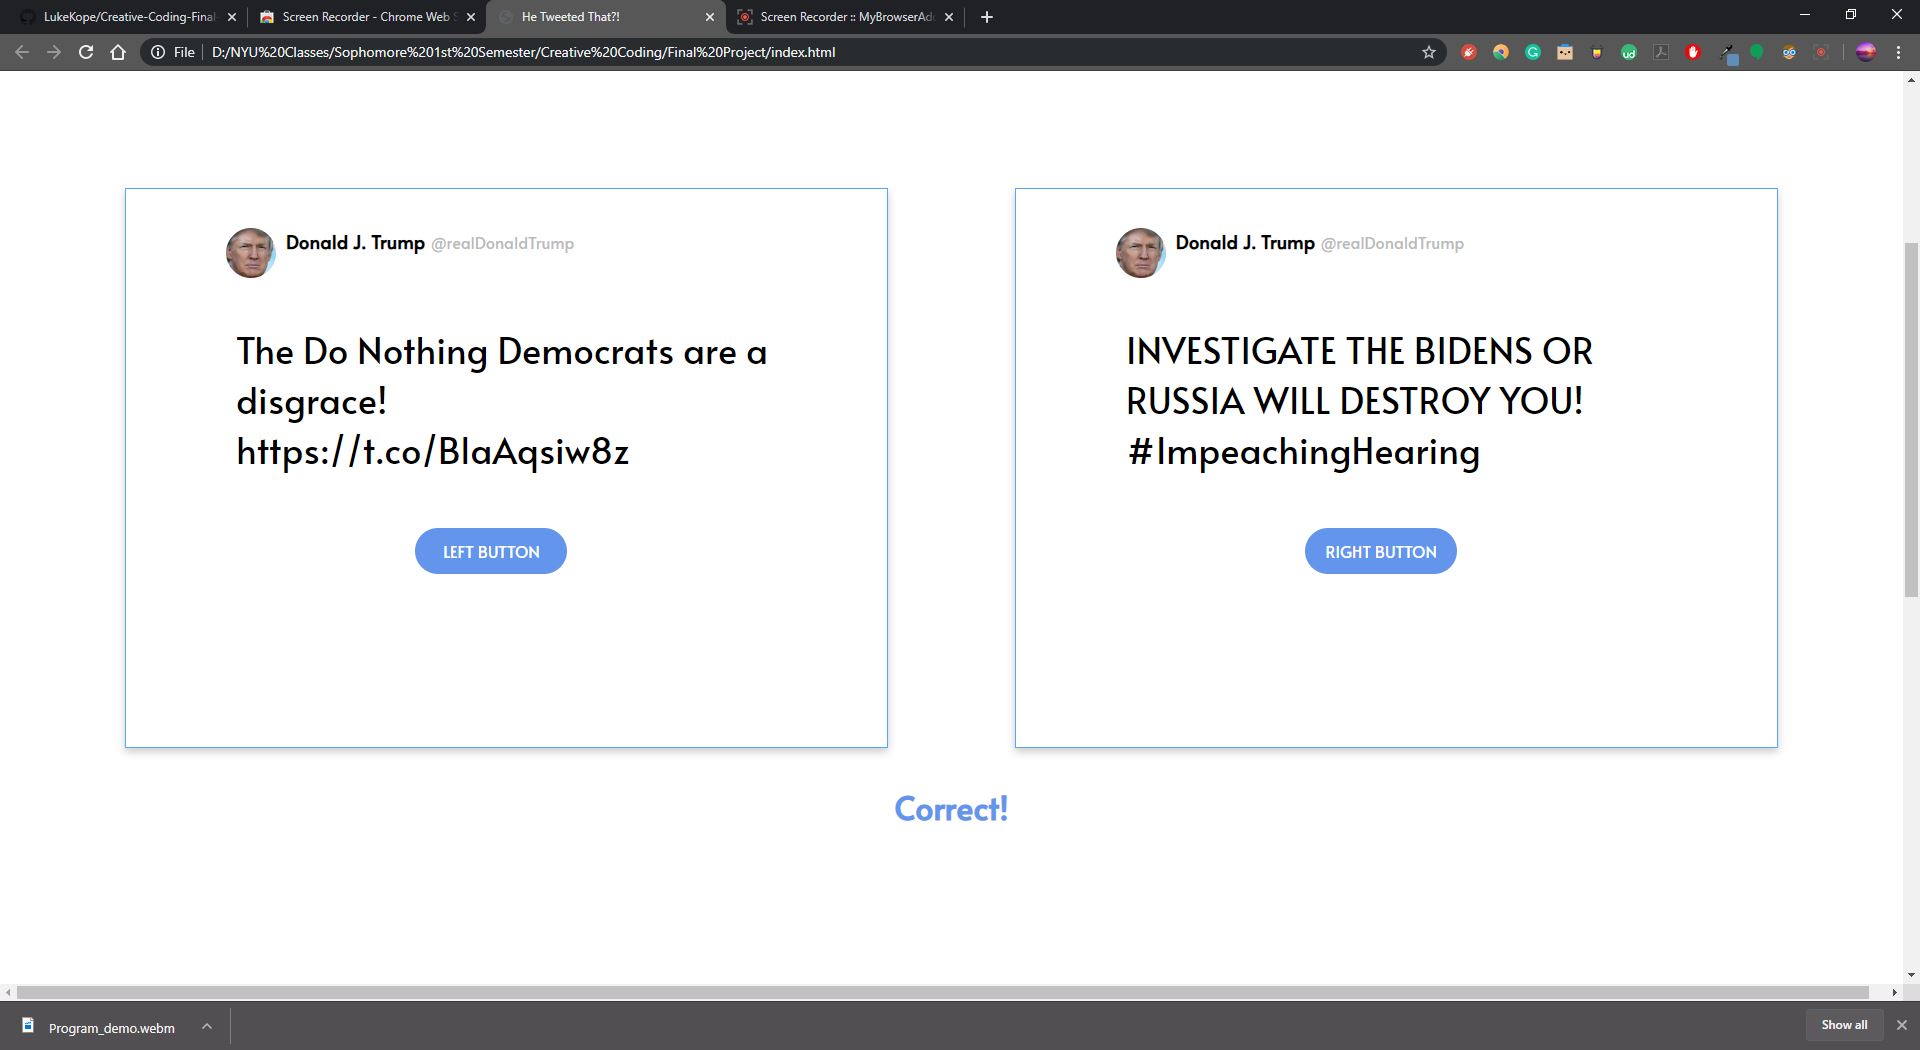 LukeKope/Creative-Coding-Final-
Screen Recorder - Chrome Web S
He Tweeted That?!
Screen Recorder :: MyBrowserAd
File
D:/NYU%20Classes/Sophomore%201st%20Semester/Creative%20Coding/Final%20Project/index.html
Donald J. Trump @realDonaldTrump
The Do Nothing Democrats are a
disgrace!
https://t.co/BIaAqsiw8z
LEFT BUTTON
Donald J. Trump @realDonaldTrump
INVESTIGATE THE BIDENS OR
RUSSIA WILL DESTROY YOU!
#ImpeachingHearing
RIGHT BUTTON
Correct!
Program_demo.webm
Show all